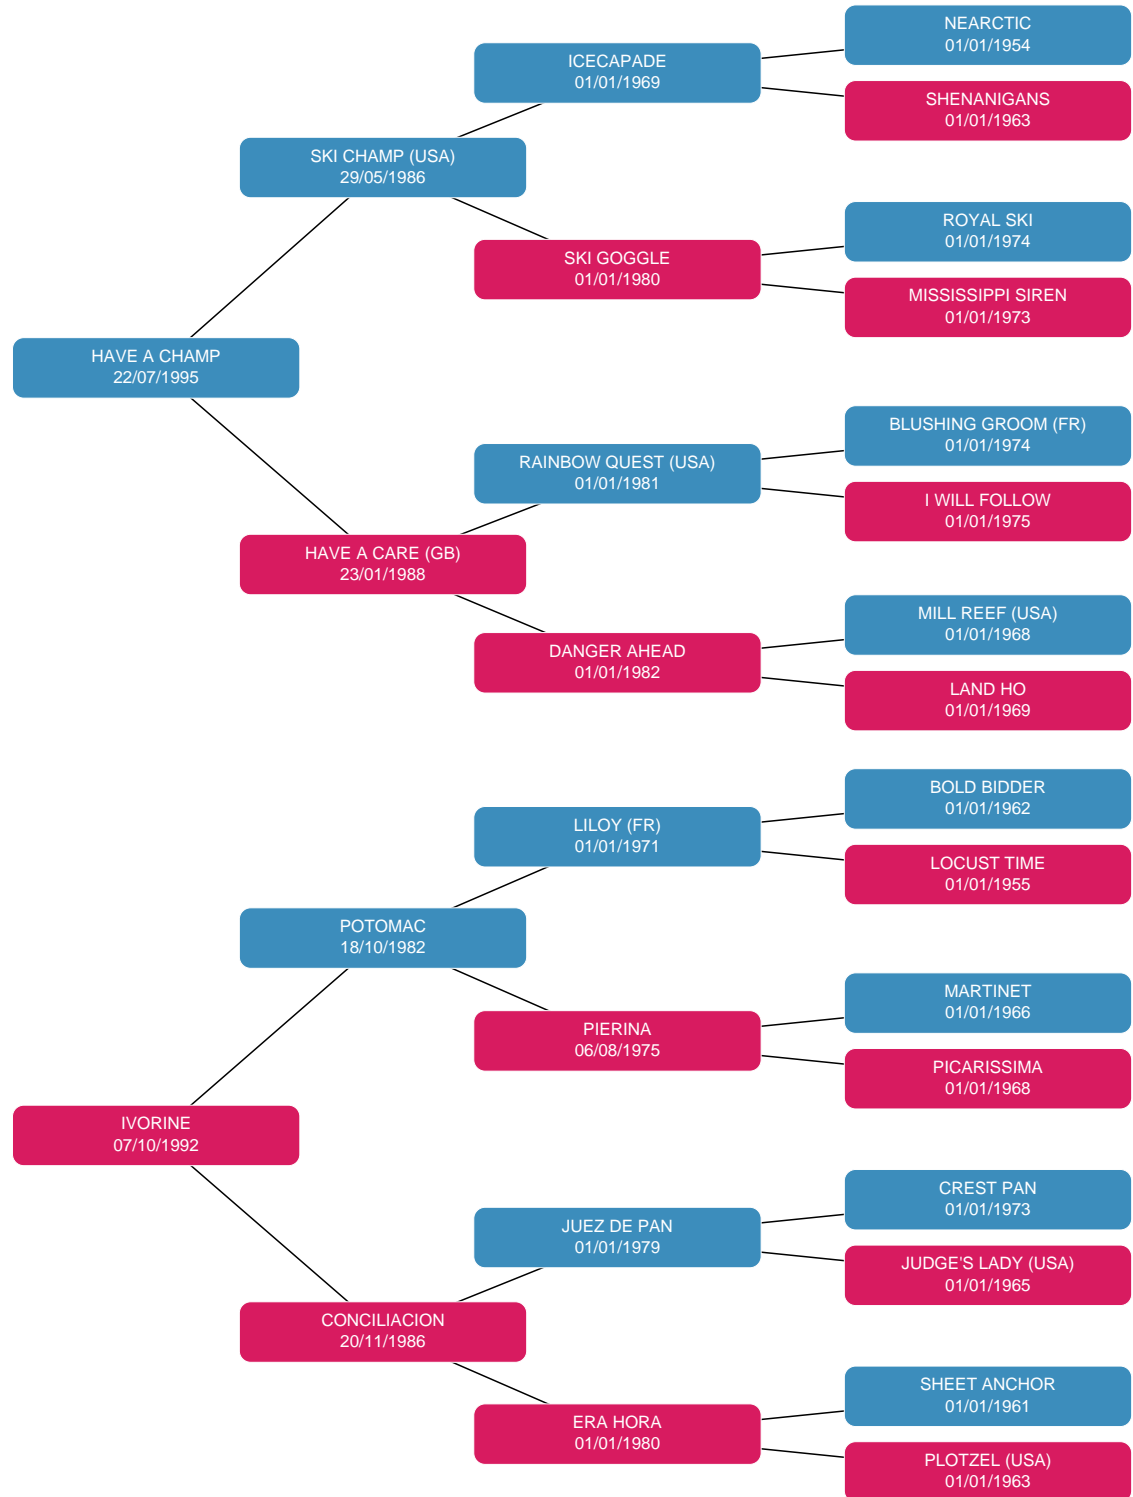 NEARCTIC
01/01/1954
ICECAPADE
01/01/1969
SHENANIGANS
01/01/1963
SKI CHAMP (USA)
29/05/1986
ROYAL SKI
01/01/1974
SKI GOGGLE
01/01/1980
MISSISSIPPI SIREN
01/01/1973
HAVE A CHAMP
22/07/1995
BLUSHING GROOM (FR)
01/01/1974
RAINBOW QUEST (USA)
01/01/1981
I WILL FOLLOW
01/01/1975
HAVE A CARE (GB)
23/01/1988
MILL REEF (USA)
01/01/1968
DANGER AHEAD
01/01/1982
LAND HO
01/01/1969
BOLD BIDDER
01/01/1962
LILOY (FR)
01/01/1971
LOCUST TIME
01/01/1955
POTOMAC
18/10/1982
MARTINET
01/01/1966
PIERINA
06/08/1975
PICARISSIMA
01/01/1968
IVORINE
07/10/1992
CREST PAN
01/01/1973
JUEZ DE PAN
01/01/1979
JUDGE'S LADY (USA)
01/01/1965
CONCILIACION
20/11/1986
SHEET ANCHOR
01/01/1961
ERA HORA
01/01/1980
PLOTZEL (USA)
01/01/1963